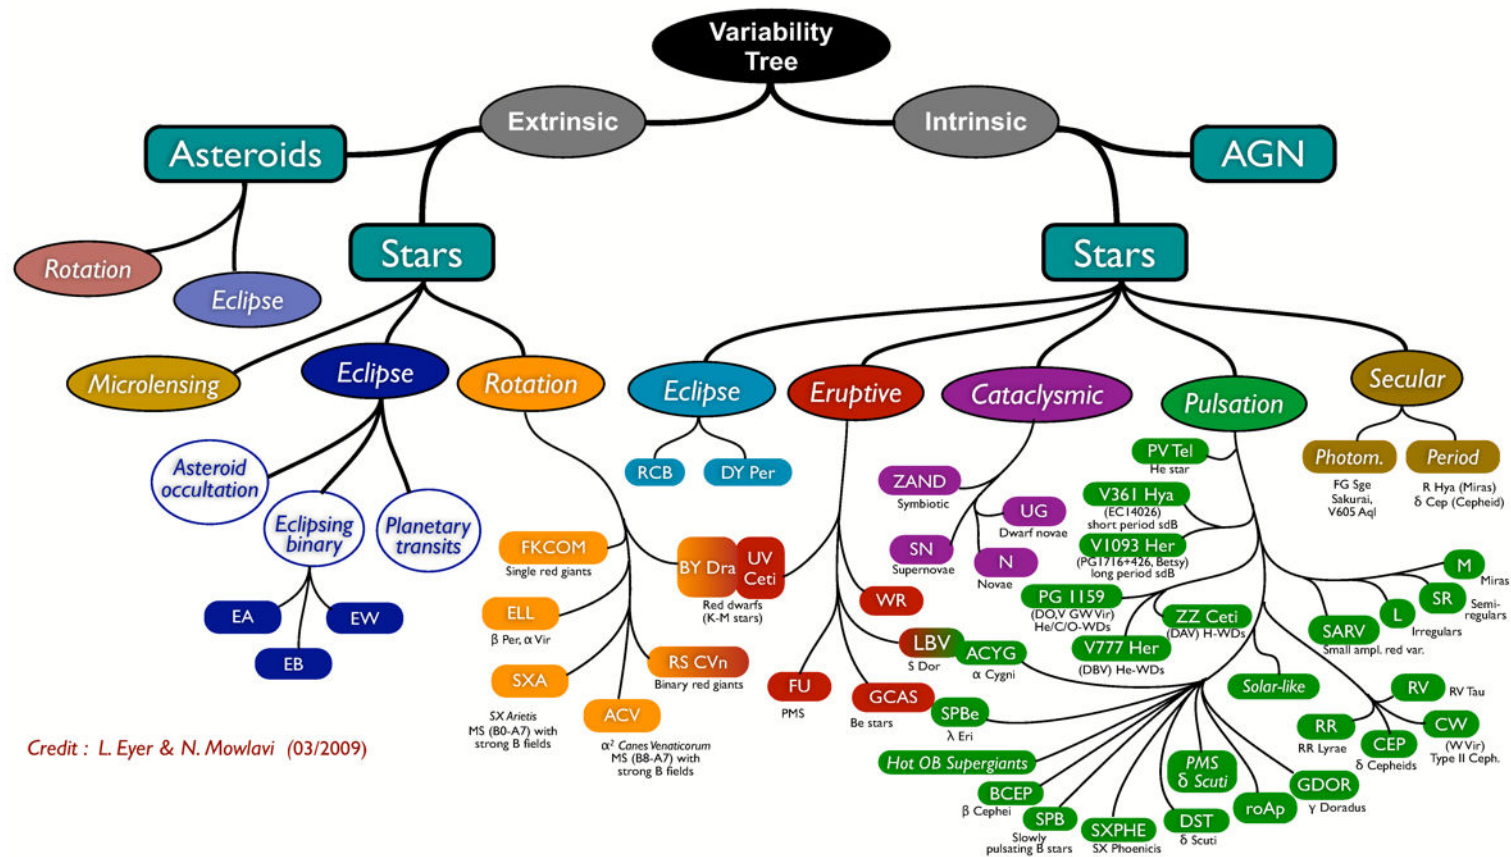 Variability
Tree
Extrinsic
Intrinsic
Asteroids
AGN
Rotation
Eclipse
Stars
Stars
Microlensing
Eclipse
Rotation
Eclipse
Eruptive
Cataclysmic
Pulsation
Secular
Asteroid
occultation
Eclipsing
binary
Planetary
transits
EA
EW
EB
FKCOM
Single red giants
ELL
β Per, α Vir
SXA
SX Arietis
MS (B0-A7) with
strong B fields
ACV
α² Canes Venaticorum
MS (B8-A7) with
strong B fields
RS CVn
Binary red giants
BY Dra
UV
Ceti
Red dwarfs
(K-M stars)
RCB
DY Per
WR
LBV
S Dor
FU
PMS
GCAS
Be stars
ZAND
Symbiotic
UG
Dwarf novae
SN
Supernovae
N
Novae
PV Tel
He star
V361 Hya
(EC14026)
short period sdB
V1093 Her
(PG1716+426, Betsy)
long period sdB
PG 1159
(DO,V GW Vir)
He/C/O-WDs
ZZ Ceti
(DAV) H-WDs
V777 Her
(DBV) He-WDs
ACYG
α Cygni
SPBe
λ Eri
Hot OB Supergiants
BCEP
β Cephei
SPB
Slowly
pulsating B stars
SXPHE
SX Phoenicis
DST
δ Scuti
PMS
δ Scuti
roAp
GDOR
γ Doradus
Solar-like
M
Miras
SR
Semi-
regulars
L
Irregulars
SARV
Small ampl. red var.
RV
RV Tau
RR
RR Lyrae
CW
(W Vir)
Type II Ceph.
CEP
δ Cepheids
Photom.
FG Sge
Sakurai,
V605 Aql
Period
R Hya (Miras)
δ Cep (Cepheid)
Credit : L. Eyer & N. Mowlavi (03/2009)